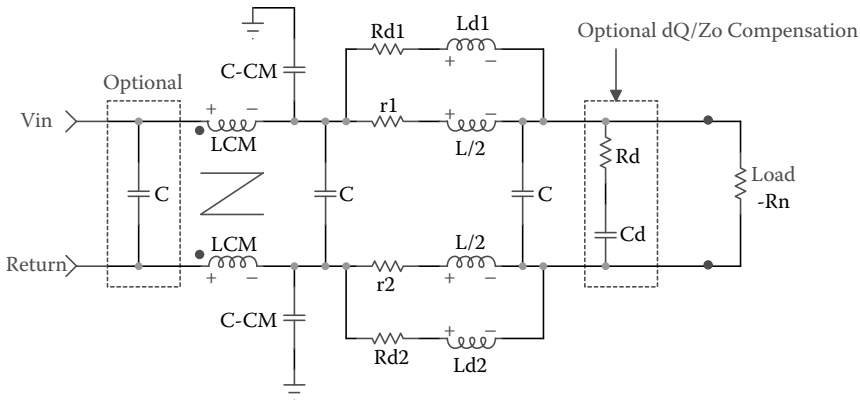 Ld1
Rd1
Optional dQ/Zo Compensation
C-CM
+ −
Optional
+ −
r1
Vin
+ −
LCM
L/2
Rd
Load
-Rn
C
C
C
LCM
L/2
Cd
Return
+ −
r2
+ −
C-CM
+ −
Rd2
Ld2